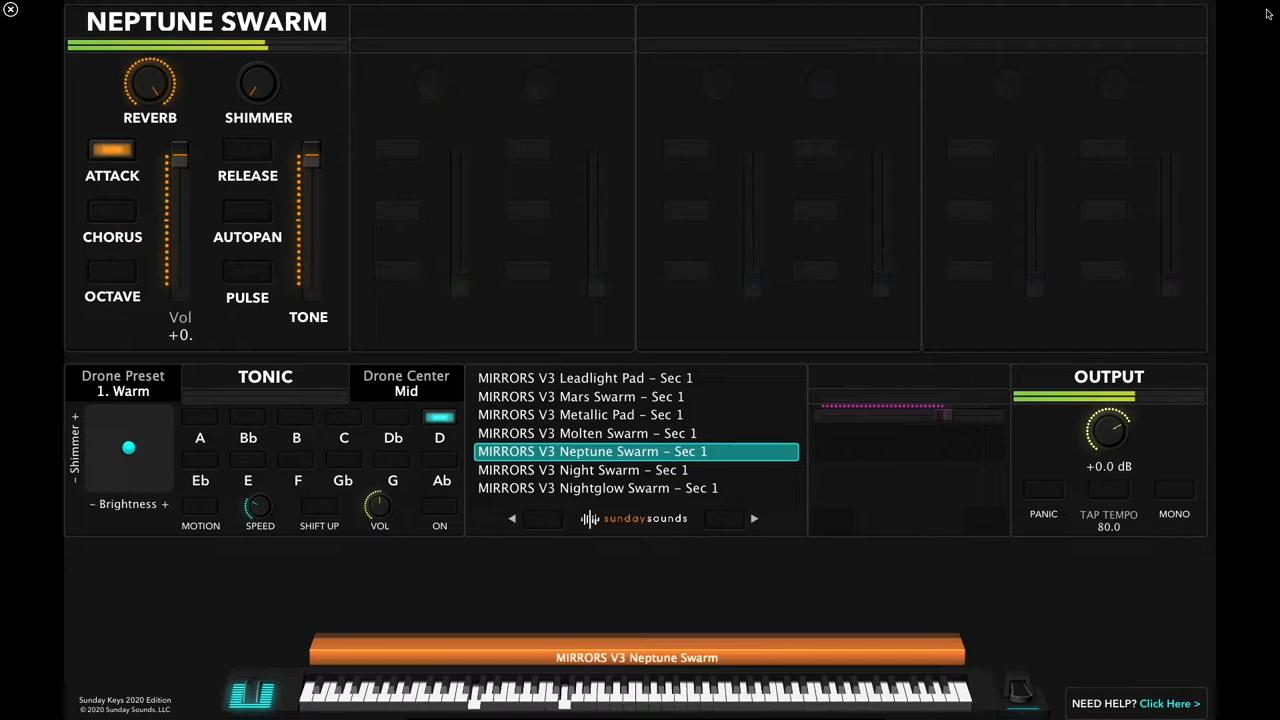 NEPTUNE SWARM
REVERB
SHIMMER
ATTACK
RELEASE
CHORUS
AUTOPAN
OCTAVE
PULSE
Vol
+0.
TONE
Drone Preset
1. Warm
TONIC
Drone Center
Mid
- Shimmer +
- Brightness +
A Bb B C Db D
Eb E F Gb G Ab
MOTION SPEED SHIFT UP VOL ON
MIRRORS V3 Leadlight Pad – Sec 1
MIRRORS V3 Mars Swarm – Sec 1
MIRRORS V3 Metallic Pad – Sec 1
MIRRORS V3 Molten Swarm – Sec 1
MIRRORS V3 Neptune Swarm – Sec 1
MIRRORS V3 Night Swarm – Sec 1
MIRRORS V3 Nightglow Swarm – Sec 1
sundaysounds
OUTPUT
+0.0 dB
PANIC
TAP TEMPO
80.0
MONO
MIRRORS V3 Neptune Swarm
Sunday Keys 2020 Edition
© 2020 Sunday Sounds. LLC
NEED HELP? Click Here >